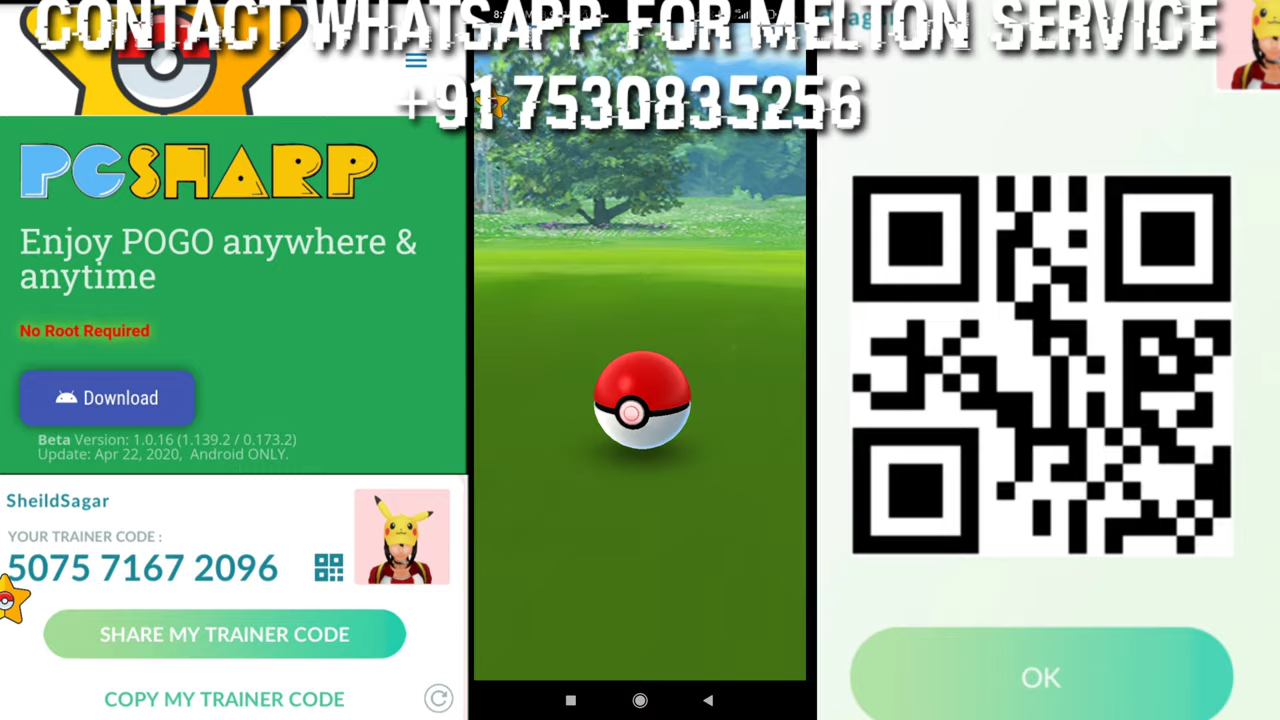 CONTACT WHATSAPP FOR MELTON SERVICE
+91 7530835256
PGSHARP
Enjoy POGO anywhere &
anytime
No Root Required
Download
Beta Version: 1.0.16 (1.139.2 / 0.173.2)
Update: Apr 22, 2020, Android ONLY.
SheildSagar
YOUR TRAINER CODE :
5075 7167 2096
SHARE MY TRAINER CODE
COPY MY TRAINER CODE
OK